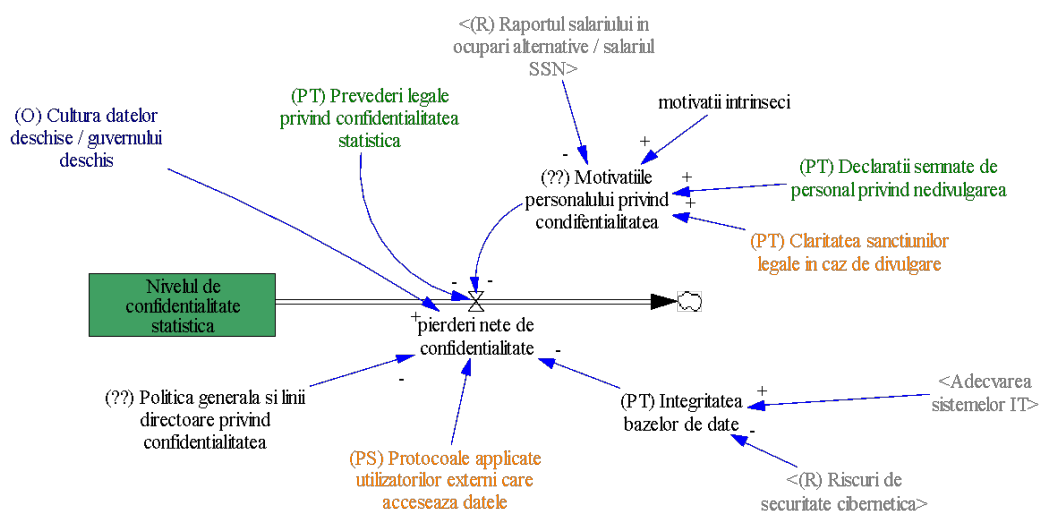 <(R) Raportul salariului in
ocupari alternative / salariul
SSN>
(O) Cultura datelor
deschise / guvernului
deschis
(PT) Prevederi legale
privind confidentialitatea
statistica
motivatii intrinseci
+
-
(??) Motivatiile
personalului privind
condifentialitatea
+
+
(PT) Declaratii semnate de
personal privind nedivulgarea
(PT) Claritatea sanctiunilor
legale in caz de divulgare
Nivelul de
confidentialitate
statistica
-
-
+
pierderi nete de
confidentialitate
-
-
(??) Politica generala si linii
directoare privind
confidentialitatea
(PS) Protocoale applicate
utilizatorilor externi care
acceseaza datele
(PT) Integritatea
bazelor de date
+
-
<Adecvarea
sistemelor IT>
<(R) Riscuri de
securitate cibernetica>